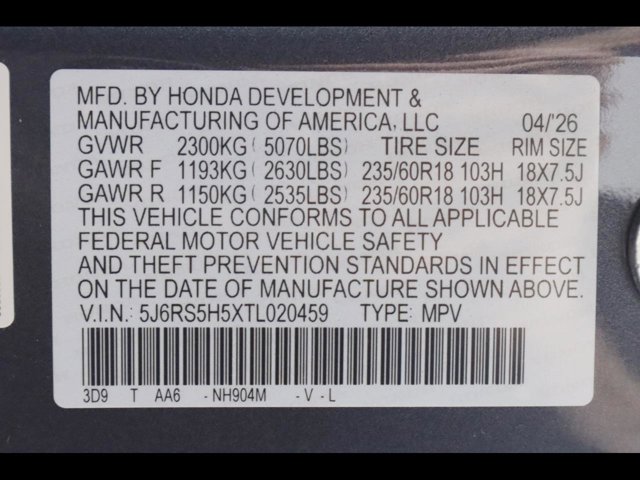 MFD. BY HONDA DEVELOPMENT &
MANUFACTURING OF AMERICA, LLC 04/'26
GVWR 2300KG ( 5070LBS) TIRE SIZE RIM SIZE
GAWR F 1193KG ( 2630LBS) 235/60R18 103H 18X7.5J
GAWR R 1150KG ( 2535LBS) 235/60R18 103H 18X7.5J
THIS VEHICLE CONFORMS TO ALL APPLICABLE
FEDERAL MOTOR VEHICLE SAFETY
AND THEFT PREVENTION STANDARDS IN EFFECT
ON THE DATE OF MANUFACTURE SHOWN ABOVE.
V.I.N.: 5J6RS5H5XTL020459 TYPE: MPV
3D9 T AA6 - NH904M - V - L